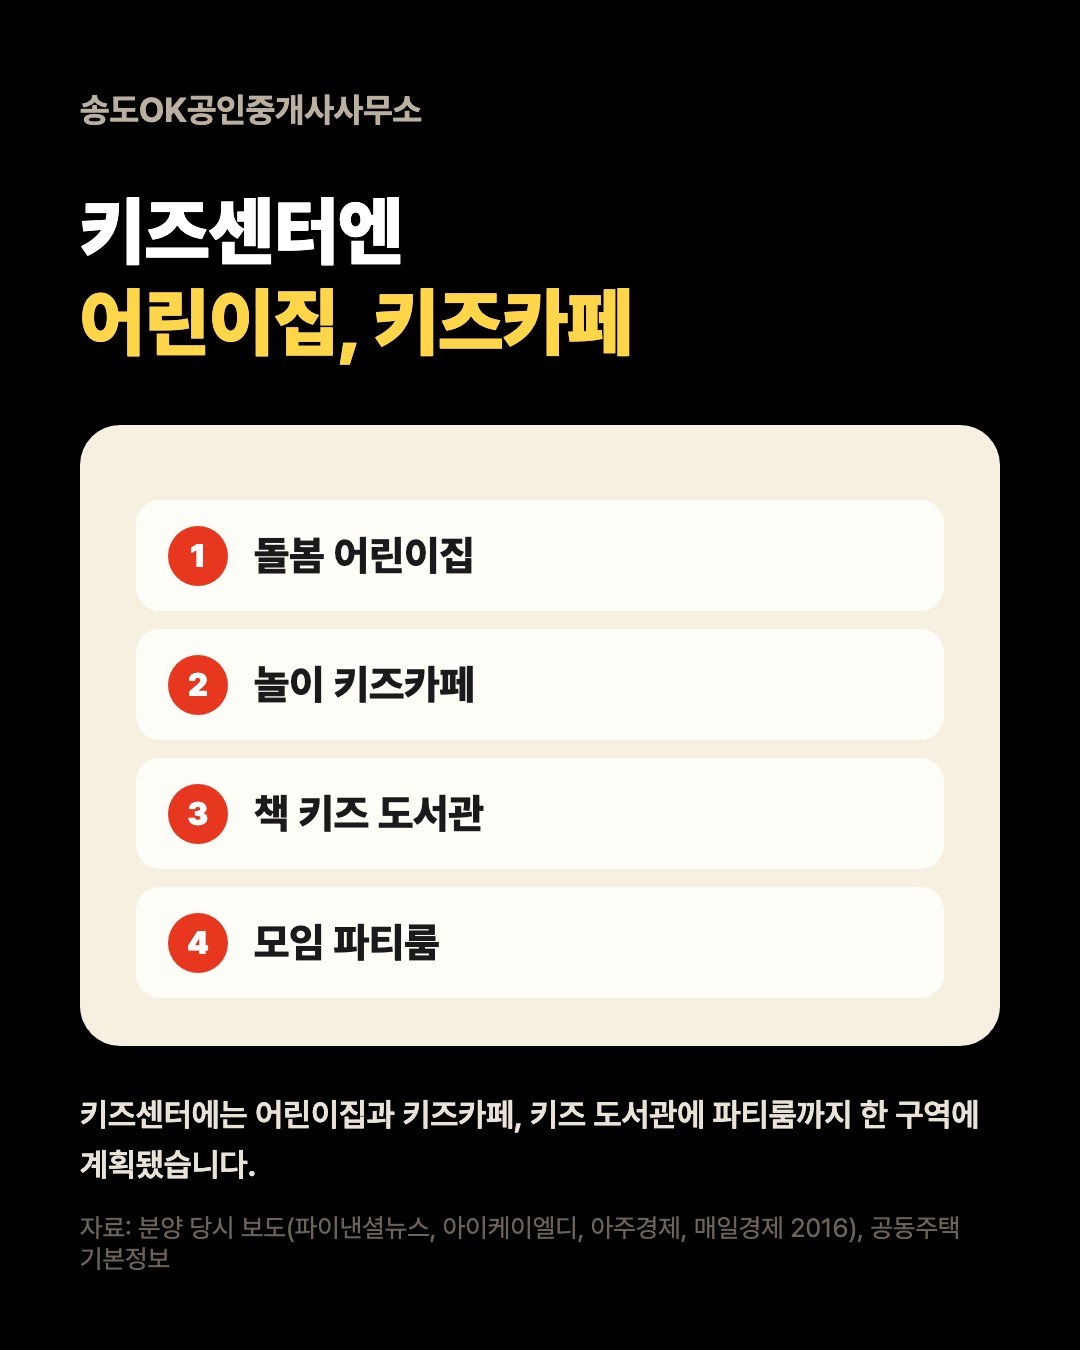 송도OK공인중개사사무소
키즈센터엔
어린이집, 키즈카페
1 돌봄 어린이집
2 놀이 키즈카페
3 책 키즈 도서관
4 모임 파티룸
키즈센터에는 어린이집과 키즈카페, 키즈 도서관에 파티룸까지 한 구역에
계획됐습니다.
자료: 분양 당시 보도(파이낸셜뉴스, 아이케이엘디, 아주경제, 매일경제 2016), 공동주택
기본정보